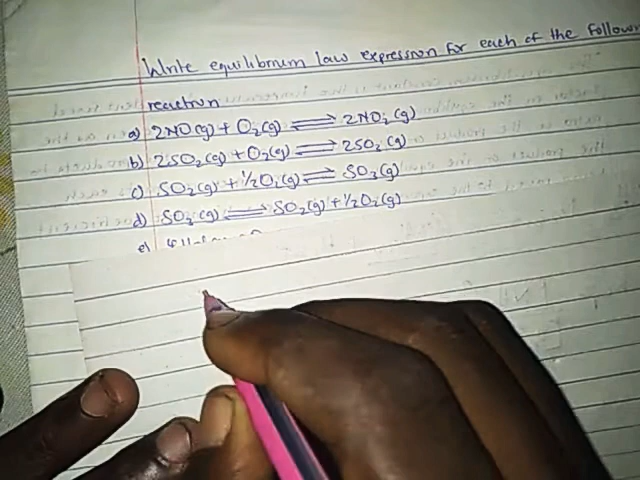 Write equilibrium law expression for each of the Follow
reaction
a) 2NO(g) + O₂(g) ⇌ 2NO₂(g)
b) 2SO₂(g) + O₂(g) ⇌ 2SO₃(g)
c) SO₂(g) + ½O₂(g) ⇌ SO₃(g)
d) SO₃(g) ⇌ SO₂(g) + ½O₂(g)
e)